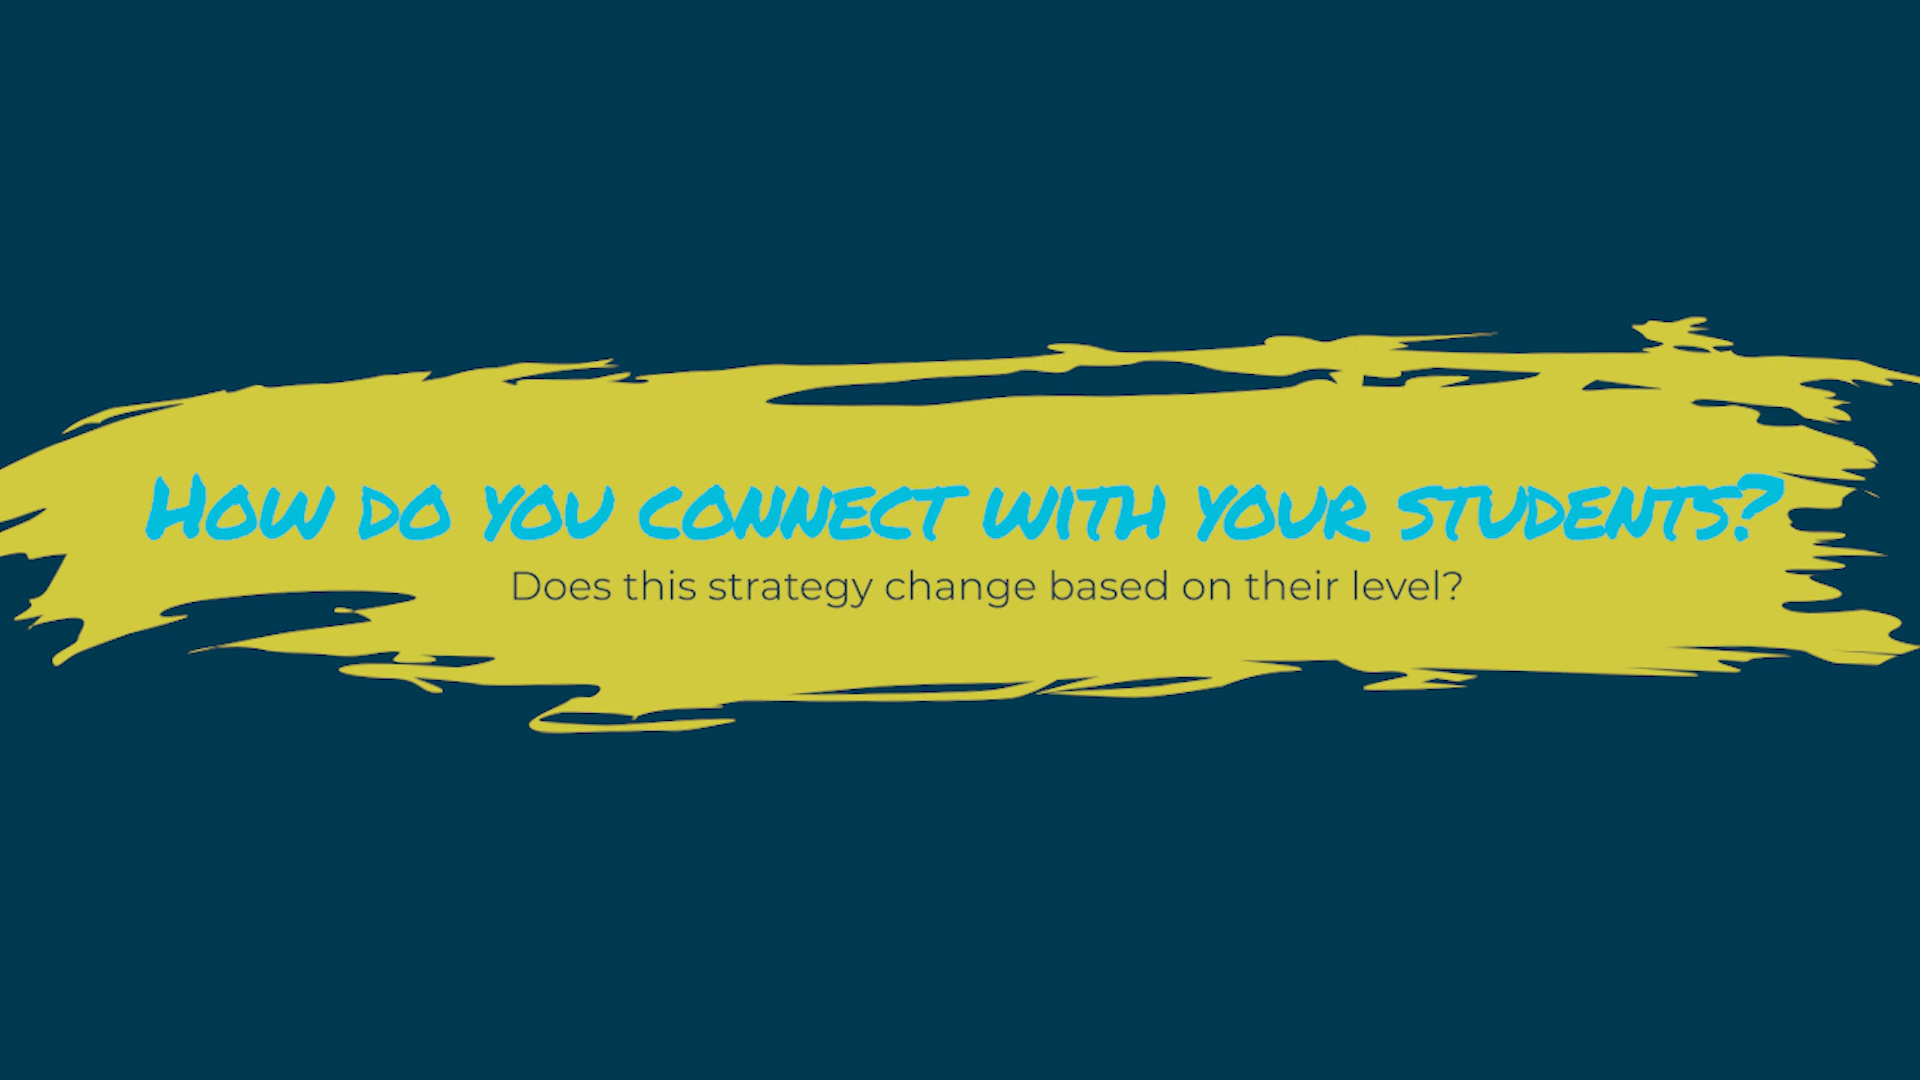 How do you connect with your students?
Does this strategy change based on their level?